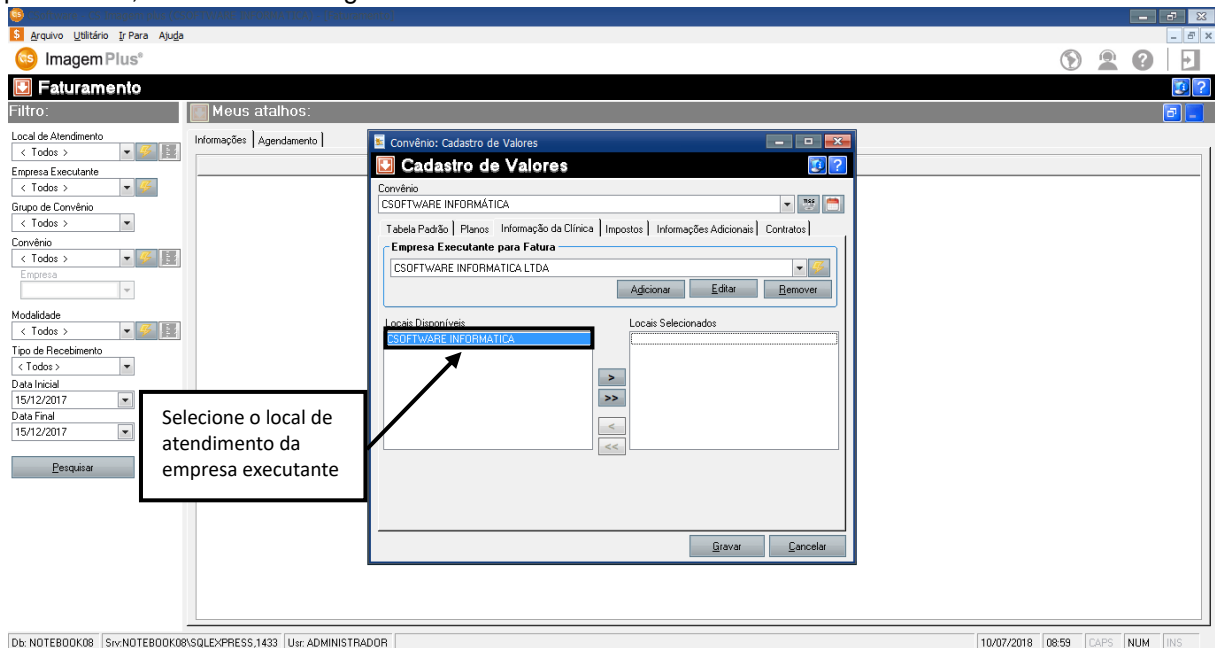 Arquivo Utilitário Ir Para Ajuda
ImagemPlus®
Faturamento
Filtro:
Meus atalhos:
Local de Atendimento
< Todos >
Empresa Executante
< Todos >
Grupo de Convênio
< Todos >
Convênio
< Todos >
Empresa
Modalidade
< Todos >
Tipo de Recebimento
< Todos >
Data Inicial
15/12/2017
Data Final
15/12/2017
Pesquisar
Informações Agendamento
Convênio: Cadastro de Valores
Cadastro de Valores
Convênio
CSOFTWARE INFORMÁTICA
Tabela Padrão Planos Informação da Clínica Impostos Informações Adicionais Contratos
Empresa Executante para Fatura
CSOFTWARE INFORMATICA LTDA
Adicionar Editar Remover
Locais Disponíveis Locais Selecionados
CSOFTWARE INFORMATICA
>
>>
<
<<
Gravar Cancelar
Selecione o local de
atendimento da
empresa executante
Db: NOTEBOOK08 Srv:NOTEBOOK08\SQLEXPRESS,1433 Usr: ADMINISTRADOR 10/07/2018 08:59 CAPS NUM INS